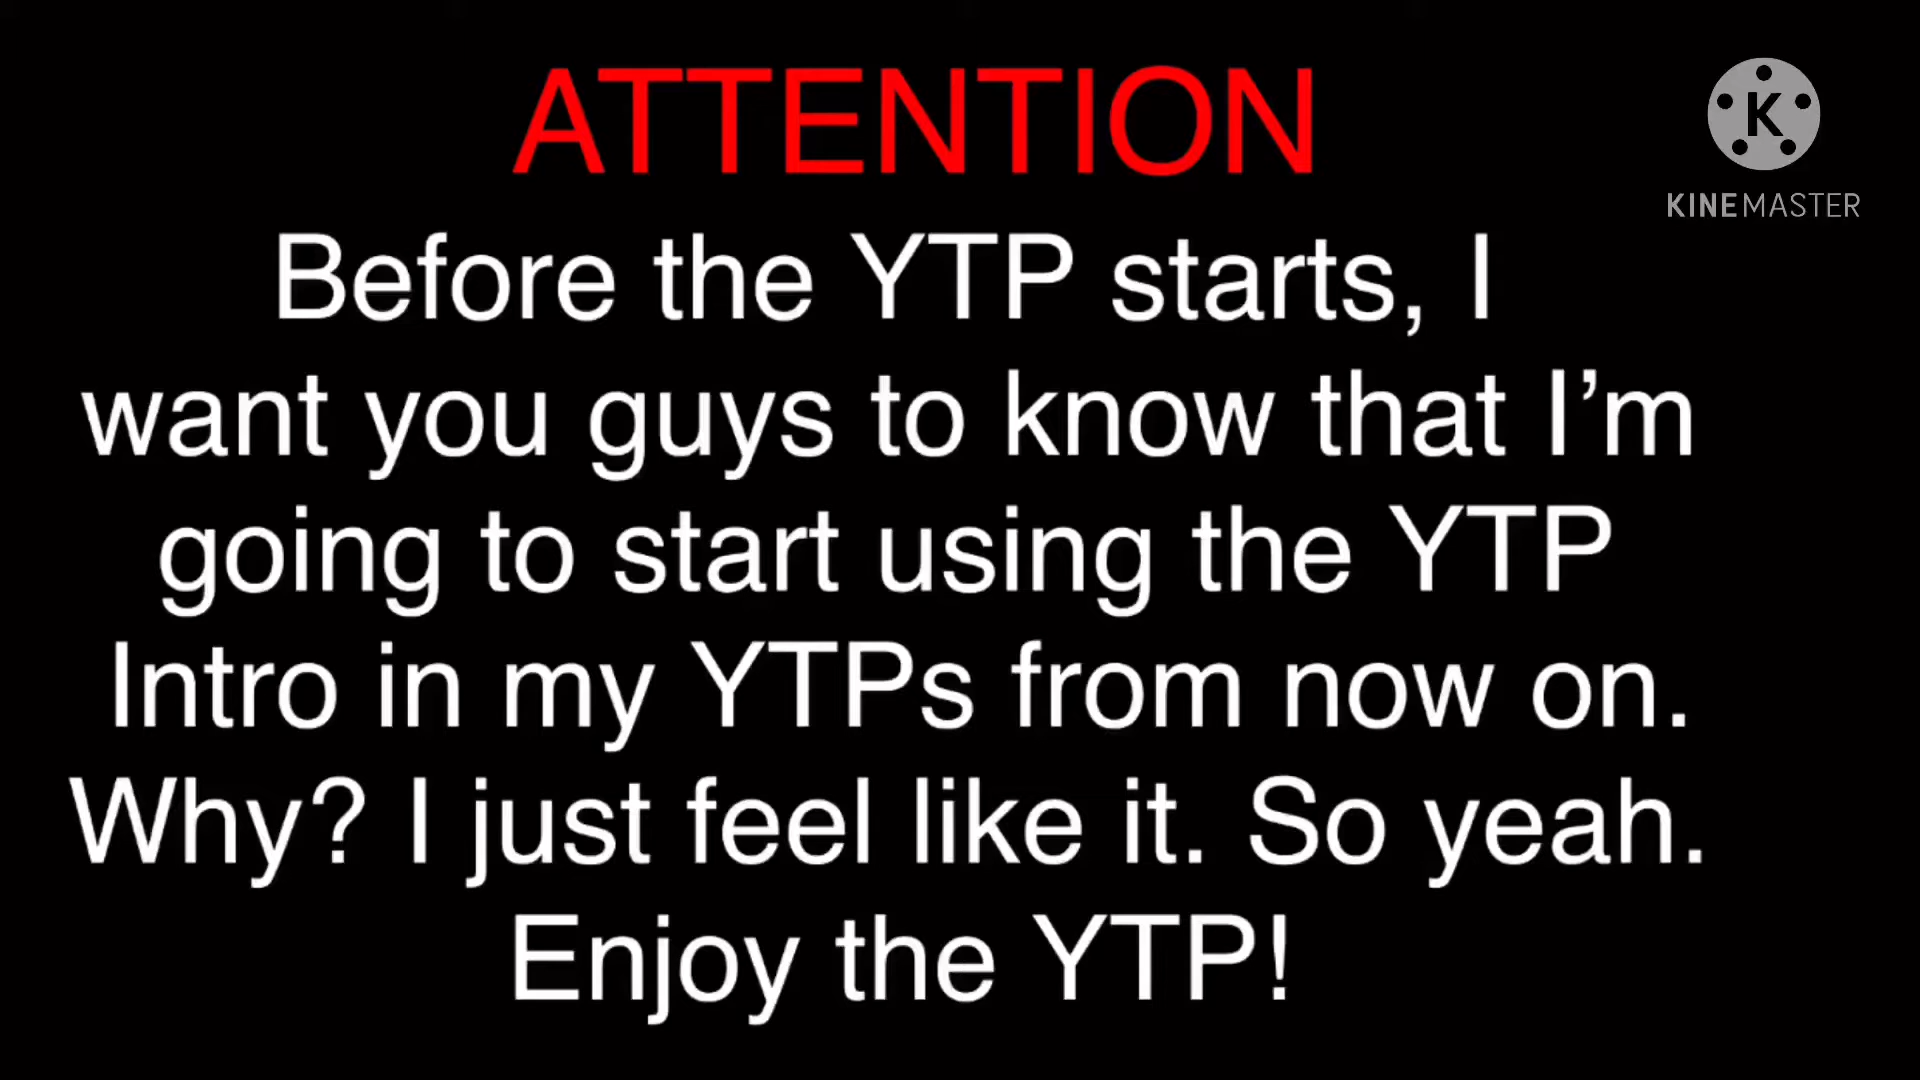 ATTENTION
K
KINEMASTER
Before the YTP starts, I
want you guys to know that I’m
going to start using the YTP
Intro in my YTPs from now on.
Why? I just feel like it. So yeah.
Enjoy the YTP!